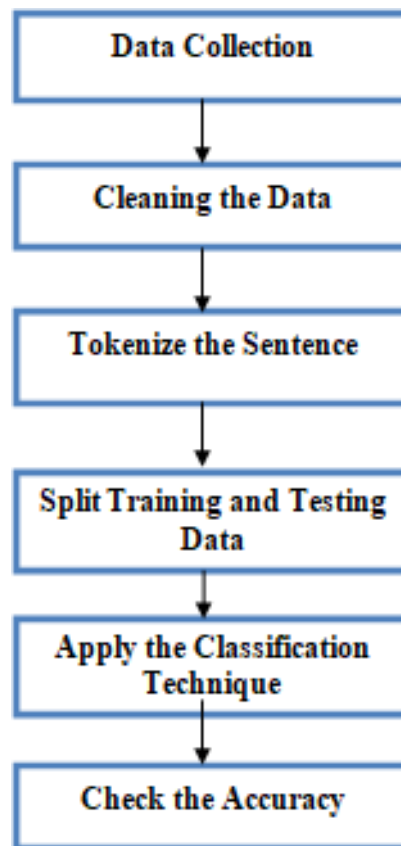 Data Collection
Cleaning the Data
Tokenize the Sentence
Split Training and Testing
Data
Apply the Classification
Technique
Check the Accuracy